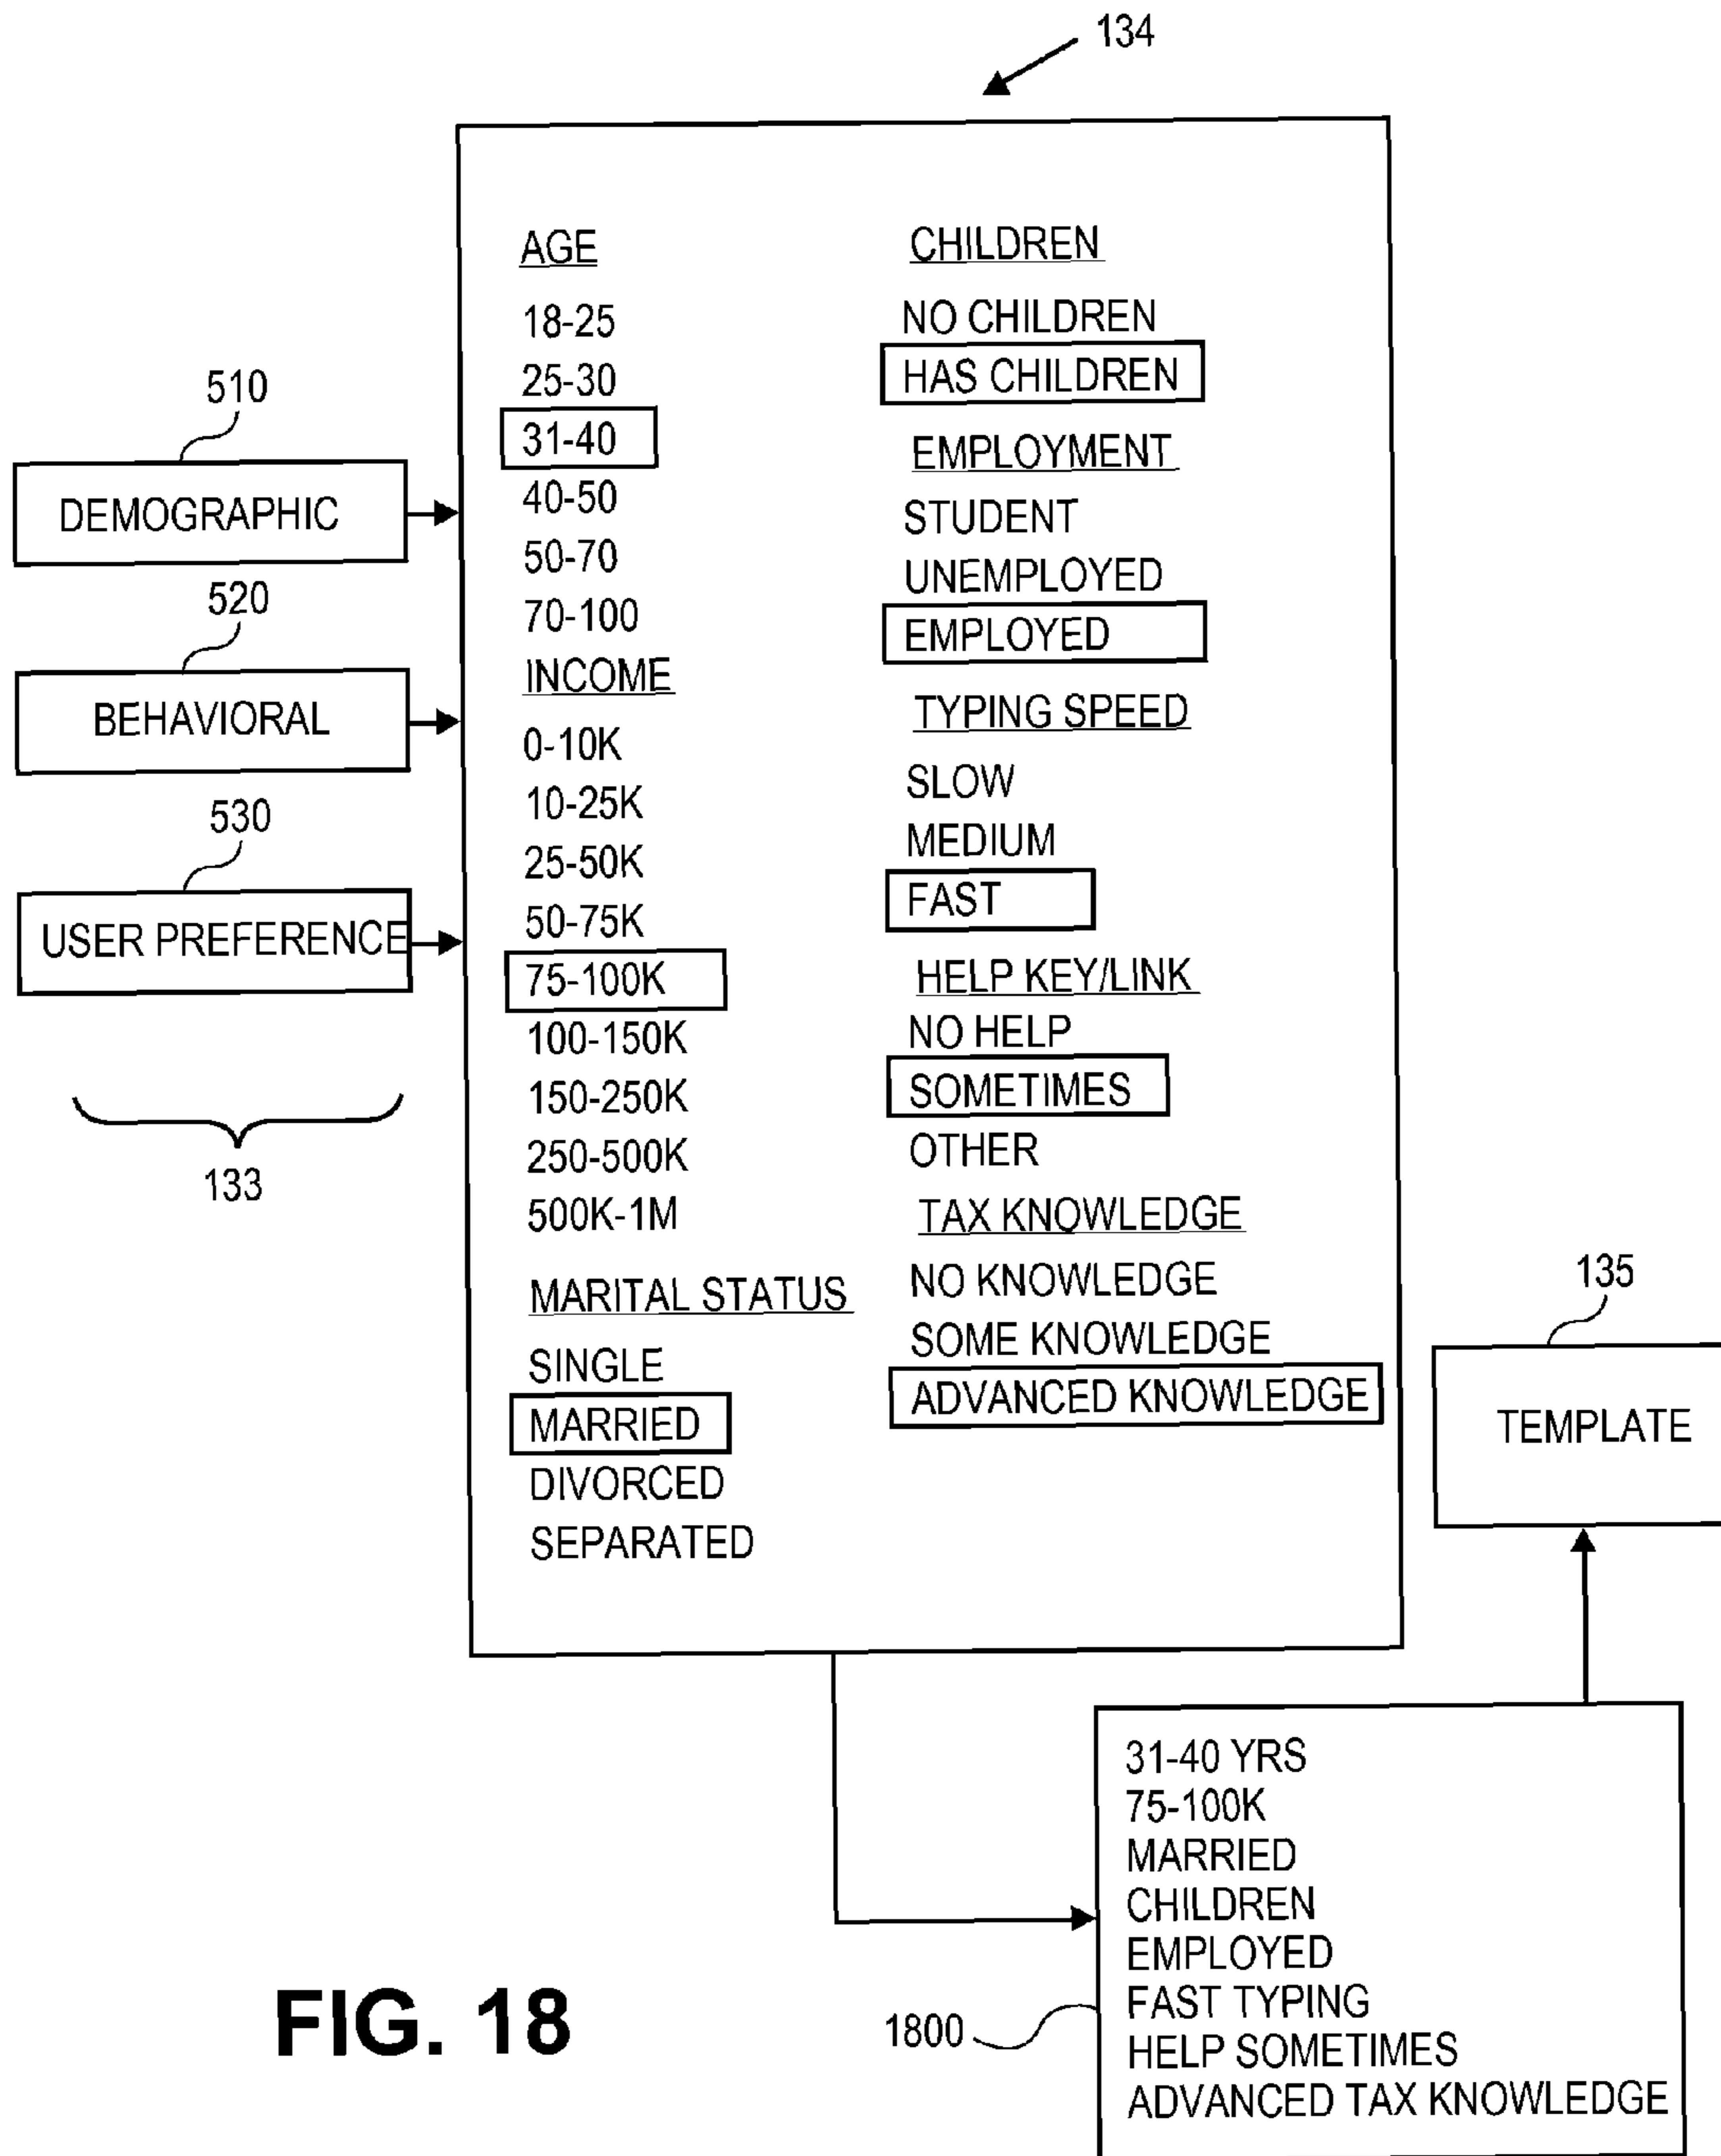 134
510
DEMOGRAPHIC
520
BEHAVIORAL
530
USER PREFERENCE
133
AGE
18-25
25-30
31-40
40-50
50-70
70-100
INCOME
0-10K
10-25K
25-50K
50-75K
75-100K
100-150K
150-250K
250-500K
500K-1M
MARITAL STATUS
SINGLE
MARRIED
DIVORCED
SEPARATED
CHILDREN
NO CHILDREN
HAS CHILDREN
EMPLOYMENT
STUDENT
UNEMPLOYED
EMPLOYED
TYPING SPEED
SLOW
MEDIUM
FAST
HELP KEY/LINK
NO HELP
SOMETIMES
OTHER
TAX KNOWLEDGE
NO KNOWLEDGE
SOME KNOWLEDGE
ADVANCED KNOWLEDGE
135
TEMPLATE
1800
31-40 YRS
75-100K
MARRIED
CHILDREN
EMPLOYED
FAST TYPING
HELP SOMETIMES
ADVANCED TAX KNOWLEDGE
FIG. 18